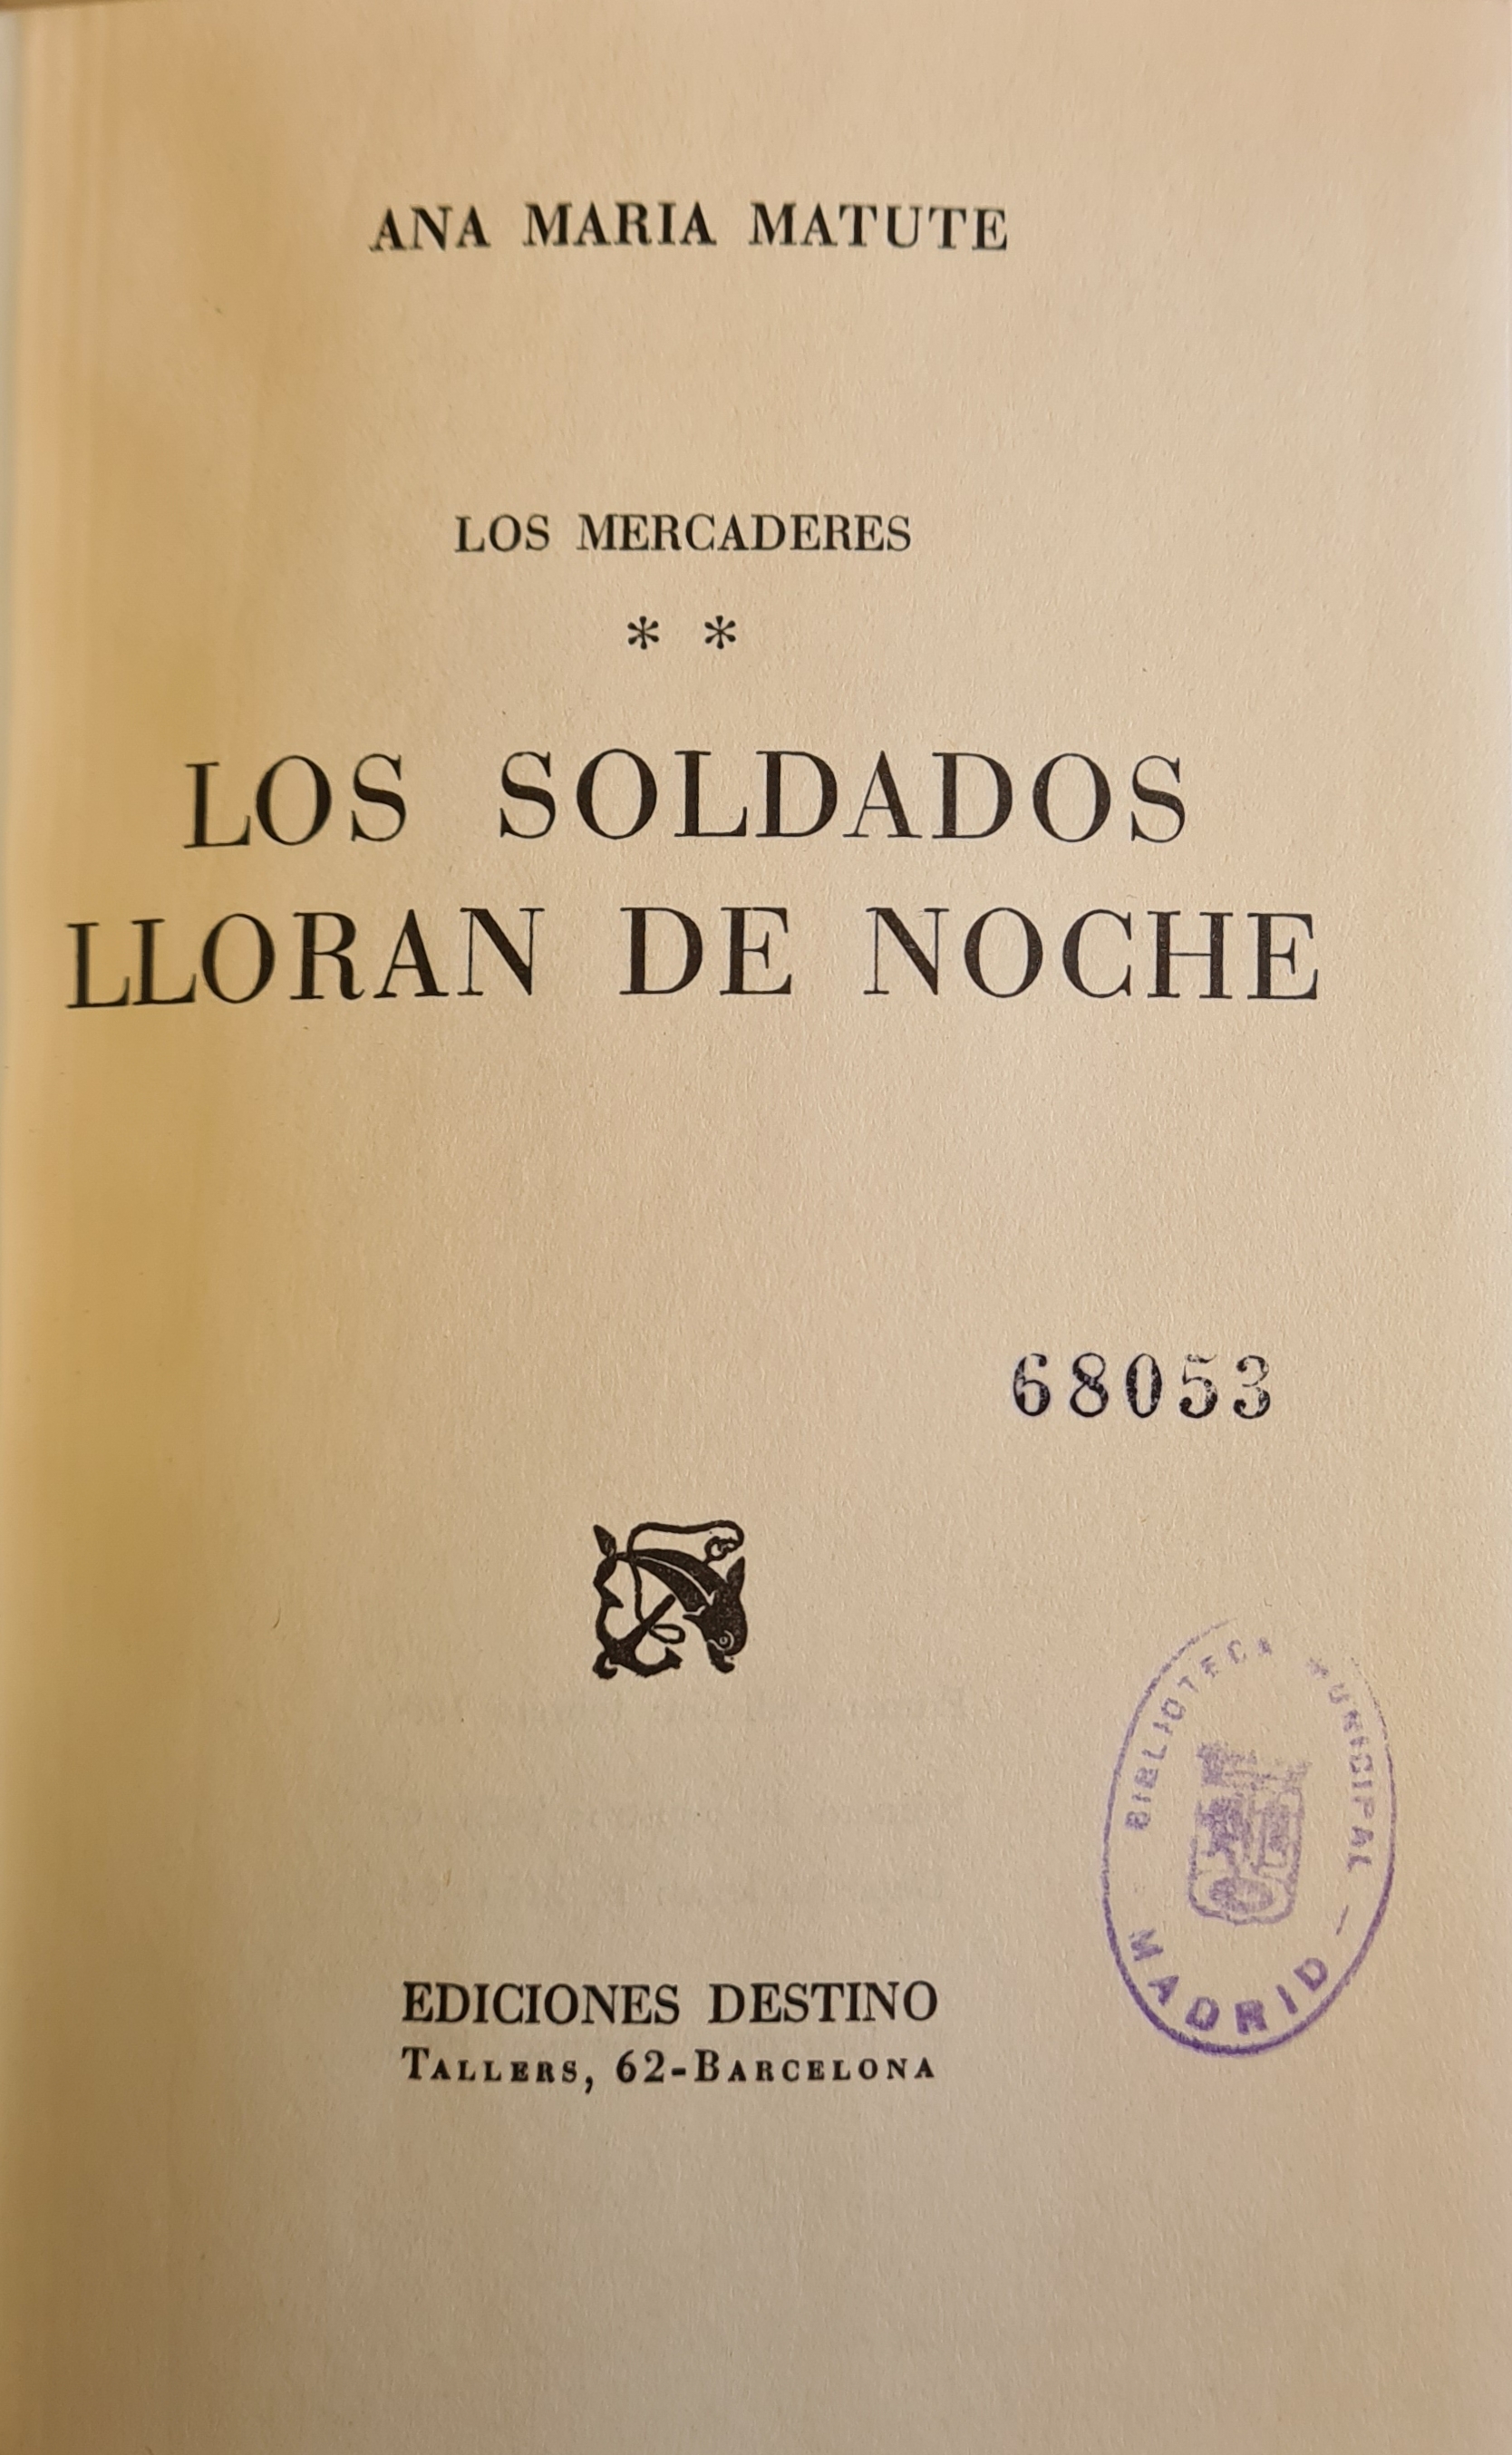 ANA MARIA MATUTE
LOS MERCADERES
* *
LOS SOLDADOS
LLORAN DE NOCHE
68053
BIBLIOTECA MUNICIPAL
— MADRID —
EDICIONES DESTINO
TALLERS, 62-BARCELONA